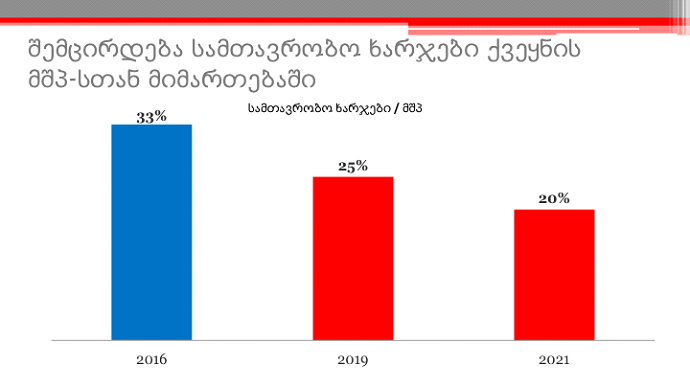 შემცირდება სამთავრობო ხარჯები ქვეყნის
მშპ-სთან მიმართებაში
სამთავრობო ხარჯები / მშპ
33%
25%
20%
2016
2019
2021